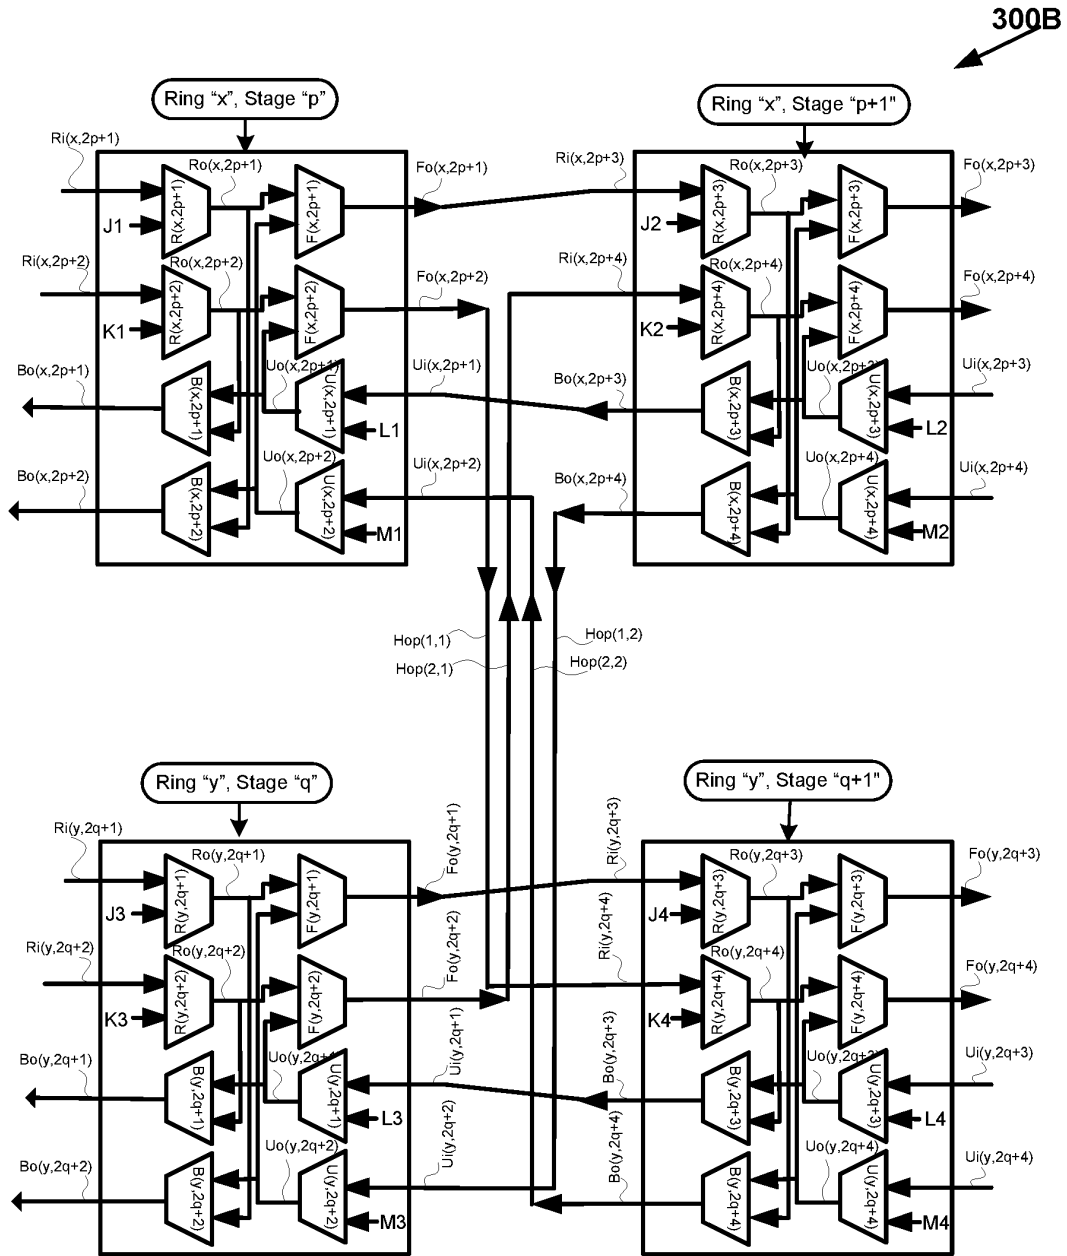 300B
Ring “x”, Stage “p”
Ring “x”, Stage “p+1"
Ri(x,2p+1)
Ro(x,2p+1)
Fo(x,2p+1)
Ri(x,2p+3)
Ro(x,2p+3)
Fo(x,2p+3)
R(x,2p+1)
F(x,2p+1)
R(x,2p+3)
F(x,2p+3)
J1
J2
Ri(x,2p+2)
Ro(x,2p+2)
Fo(x,2p+2)
Ri(x,2p+4)
Ro(x,2p+4)
Fo(x,2p+4)
R(x,2p+2)
F(x,2p+2)
R(x,2p+4)
F(x,2p+4)
K1
K2
Bo(x,2p+1)
Uo(x,2p+1)
Ui(x,2p+1)
Bo(x,2p+3)
Uo(x,2p+3)
Ui(x,2p+3)
B(x,2p+1)
U(x,2p+1)
B(x,2p+3)
U(x,2p+3)
L1
L2
Bo(x,2p+2)
Uo(x,2p+2)
Ui(x,2p+2)
Bo(x,2p+4)
Uo(x,2p+4)
Ui(x,2p+4)
B(x,2p+2)
U(x,2p+2)
B(x,2p+4)
U(x,2p+4)
M1
M2
Hop(1,1)
Hop(1,2)
Hop(2,1)
Hop(2,2)
Ring “y”, Stage “q”
Ring “y”, Stage “q+1"
Ri(y,2q+1)
Ro(y,2q+1)
Fo(y,2q+1)
Ri(y,2q+3)
Ro(y,2q+3)
Fo(y,2q+3)
R(y,2q+1)
F(y,2q+1)
R(y,2q+3)
F(y,2q+3)
J3
J4
Ri(y,2q+2)
Ro(y,2q+2)
Fo(y,2q+2)
Ri(y,2q+4)
Ro(y,2q+4)
Fo(y,2q+4)
R(y,2q+2)
F(y,2q+2)
R(y,2q+4)
F(y,2q+4)
K3
K4
Bo(y,2q+1)
Uo(y,2q+1)
Ui(y,2q+1)
Bo(y,2q+3)
Uo(y,2q+3)
Ui(y,2q+3)
B(y,2q+1)
U(y,2q+1)
B(y,2q+3)
U(y,2q+3)
L3
L4
Bo(y,2q+2)
Uo(y,2q+2)
Ui(y,2q+2)
Bo(y,2q+4)
Uo(y,2q+4)
Ui(y,2q+4)
B(y,2q+2)
U(y,2q+2)
B(y,2q+4)
U(y,2q+4)
M3
M4